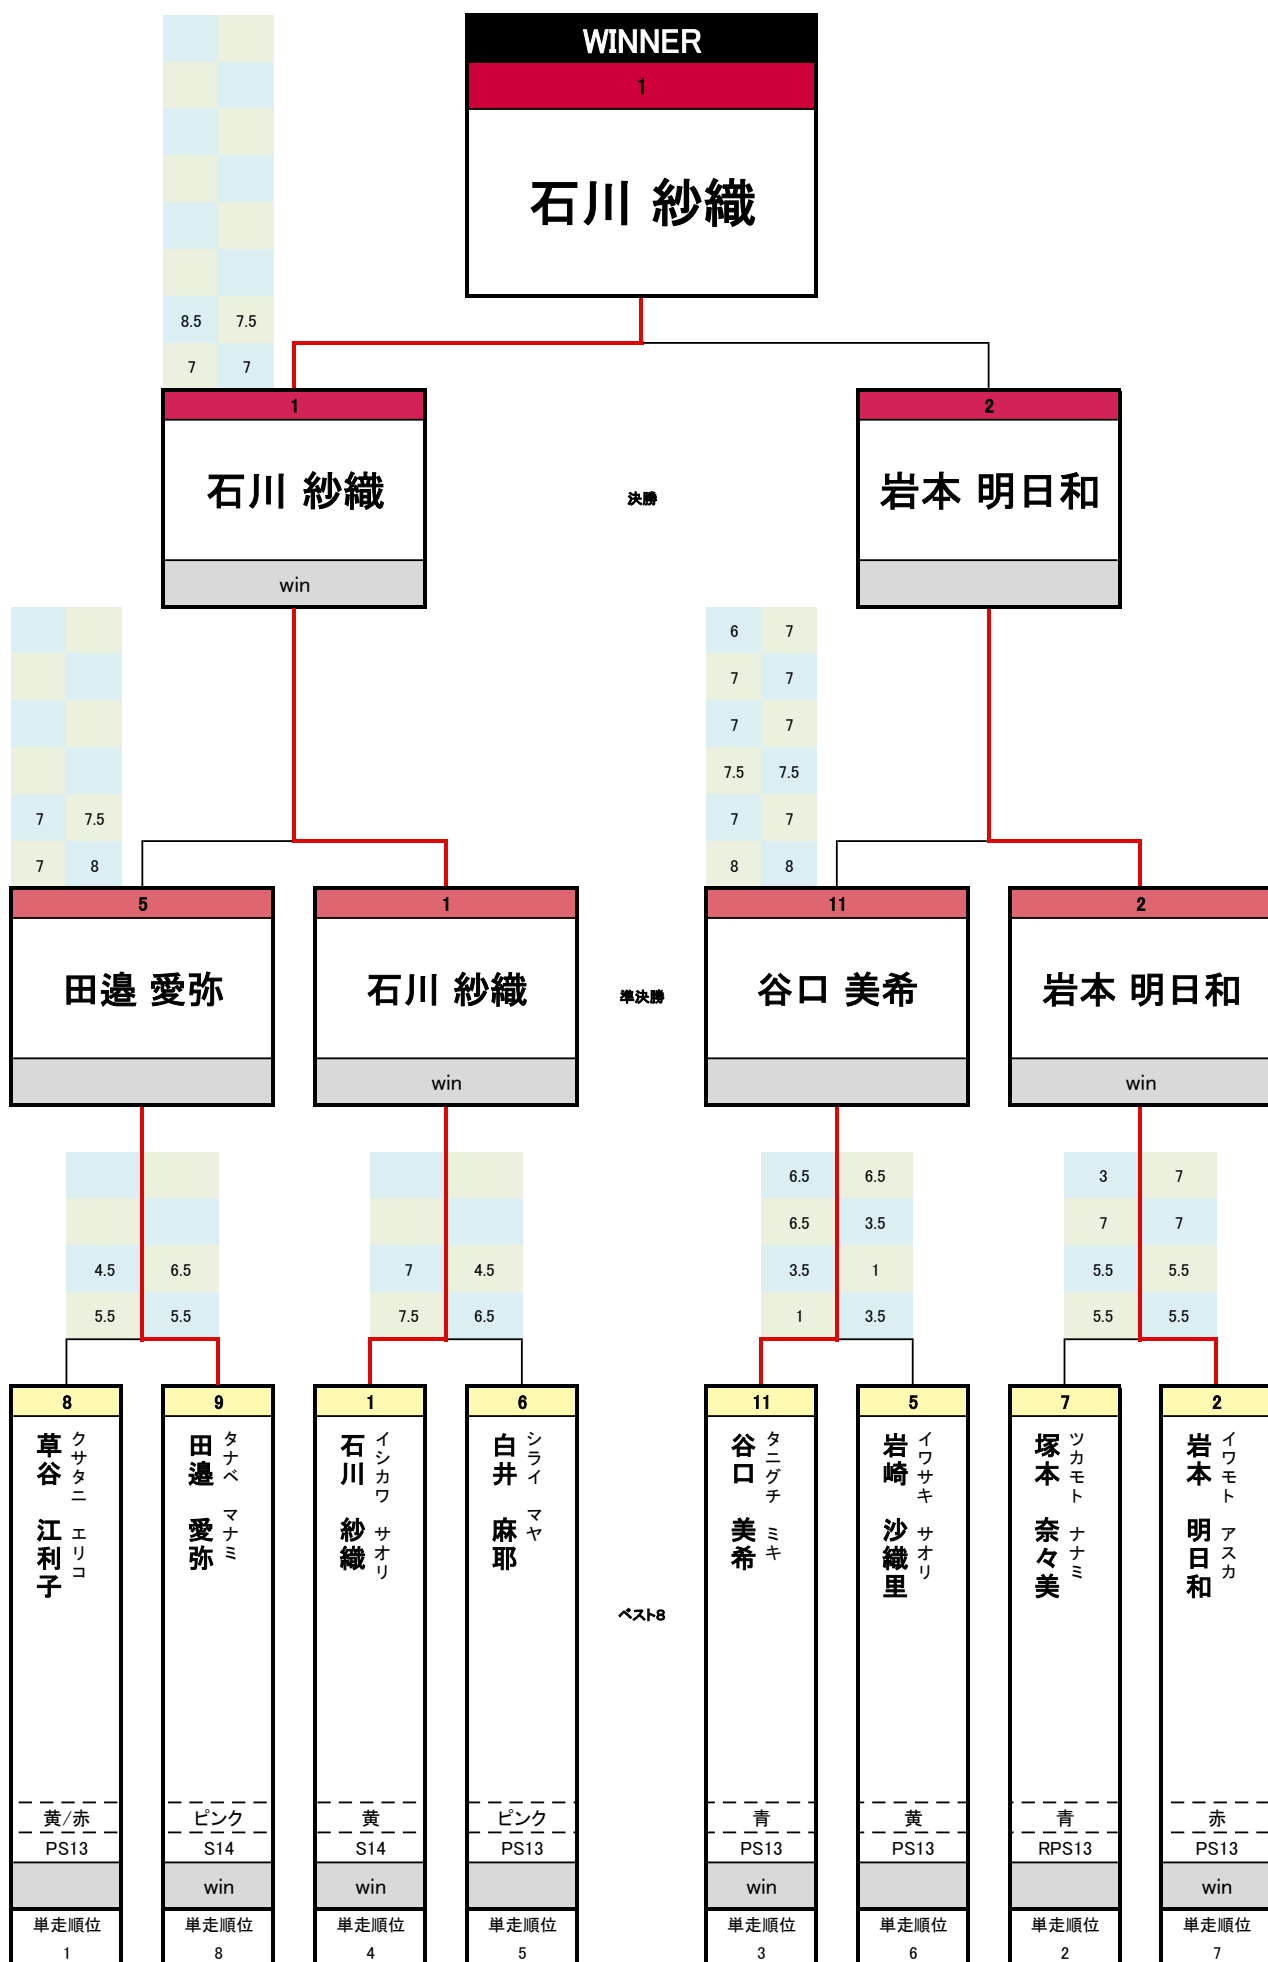 WINNER
1
石川 紗織
8.5 7.5
7 7
1
石川 紗織
win
決勝
2
岩本 明日和
7 7.5
7 8
6 7
7 7
7 7
7.5 7.5
7 7
8 8
5
田邉 愛弥
1
石川 紗織
win
準決勝
11
谷口 美希
2
岩本 明日和
win
4.5 6.5
5.5 5.5
7 4.5
7.5 6.5
6.5 6.5
6.5 3.5
3.5 1
1 3.5
3 7
7 7
5.5 5.5
5.5 5.5
8
草谷 江利子
クサタニ エリコ
黄/赤
PS13
単走順位
1
9
田邉 愛弥
タナベ マナミ
ピンク
S14
win
単走順位
8
1
石川 紗織
イシカワ サオリ
黄
S14
win
単走順位
4
6
白井 麻耶
シライ マヤ
ピンク
PS13
単走順位
5
ベスト8
11
谷口 美希
タニグチ ミキ
青
PS13
win
単走順位
3
5
岩崎 沙織里
イワサキ サオリ
黄
PS13
単走順位
6
7
塚本 奈々美
ツカモト ナナミ
青
RPS13
単走順位
2
2
岩本 明日和
イワモト アスカ
赤
PS13
win
単走順位
7